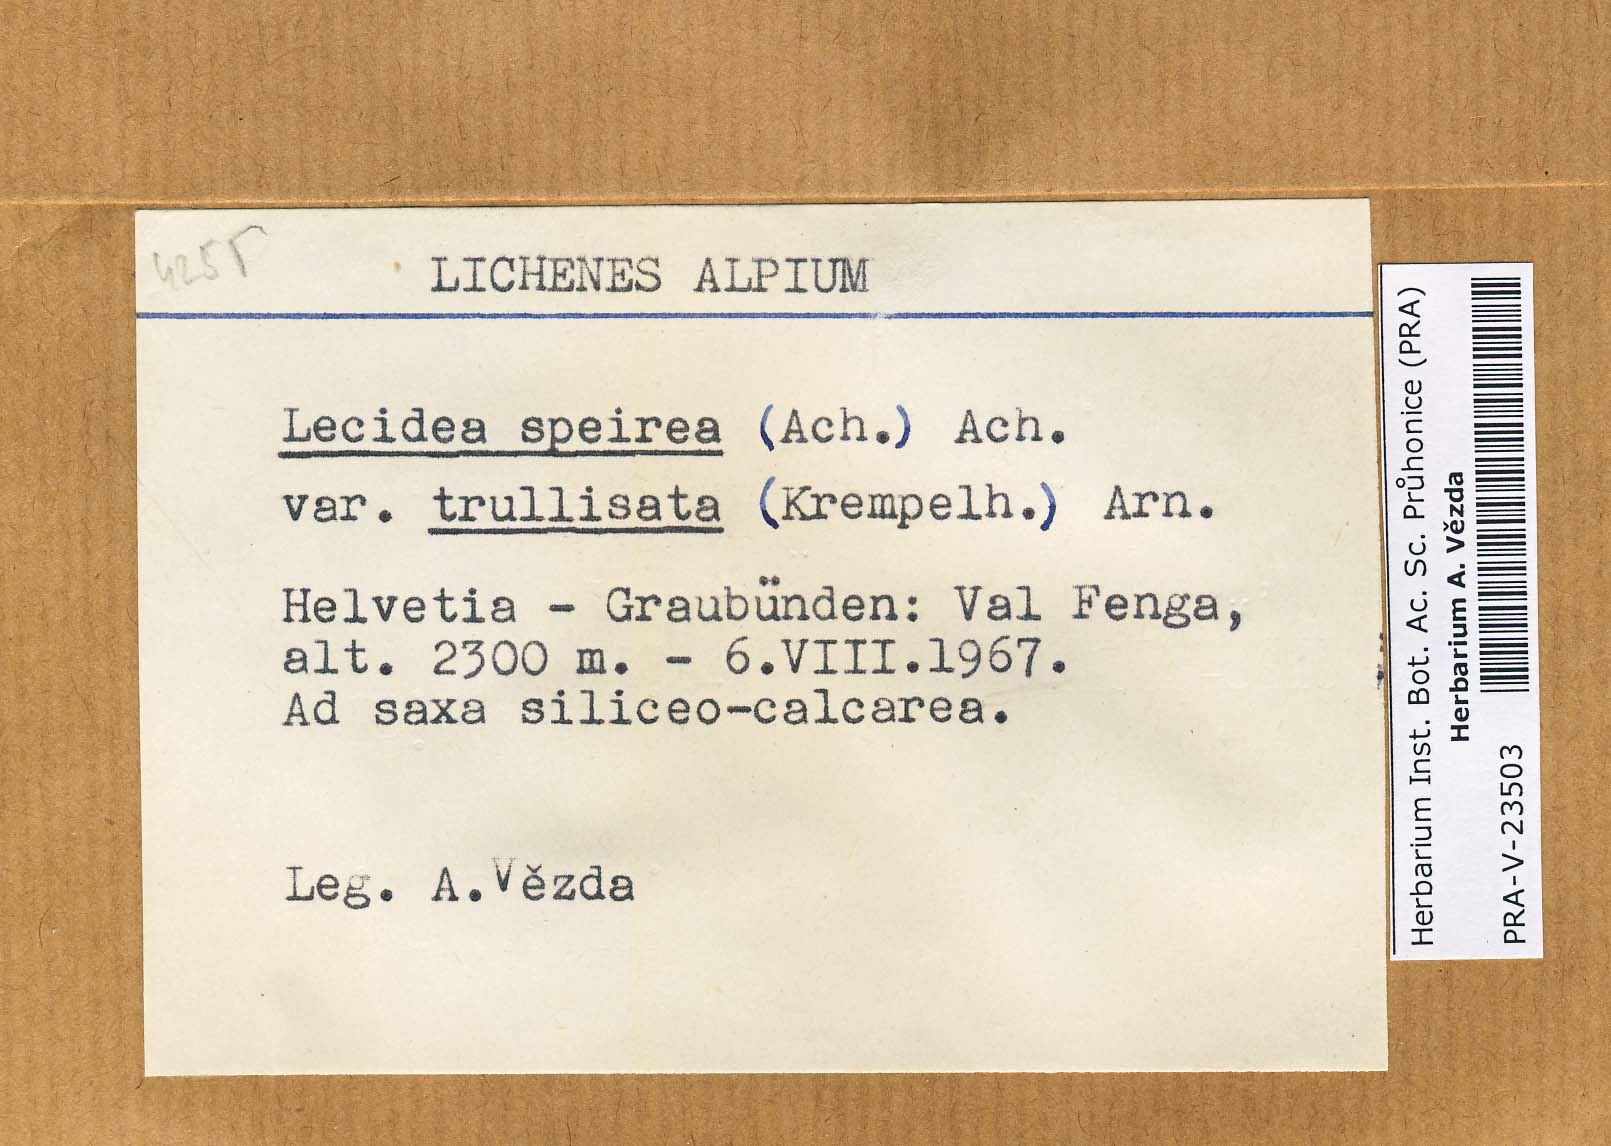 LICHENES ALPIUM
Lecidea speirea (Ach.) Ach.
var. trullisata (Krempelh.) Arn.
Helvetia - Graubünden: Val Fenga,
alt. 2300 m. - 6.VIII.1967.
Ad saxa siliceo-calcarea.
Leg. A.Vězda
Herbarium Inst. Bot. Ac. Sc. Průhonice (PRA)
Herbarium A. Vězda
PRA-V-23503